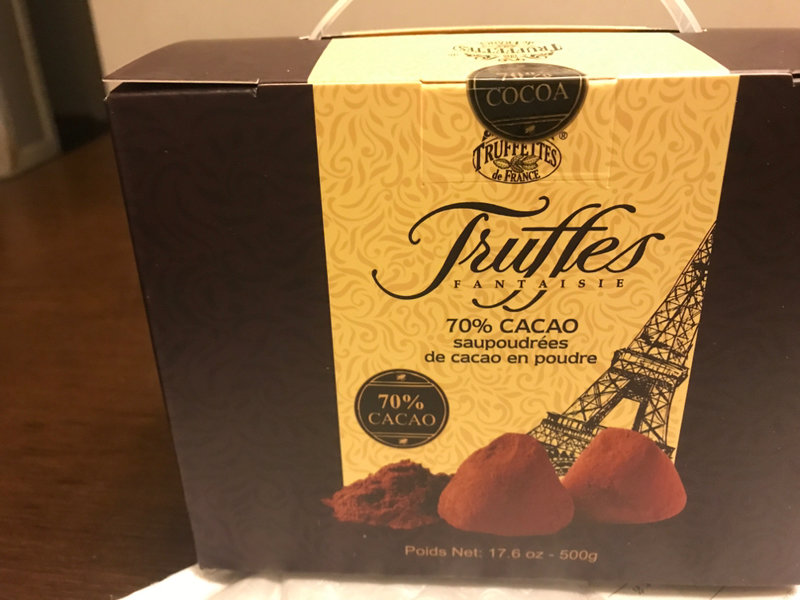 TRUFFETTES
70%
COCOA
TRUFFETTES
de FRANCE
®
Truffes
FANTAISIE
70% CACAO
saupoudrées
de cacao en poudre
70%
CACAO
Poids Net: 17.6 oz - 500g